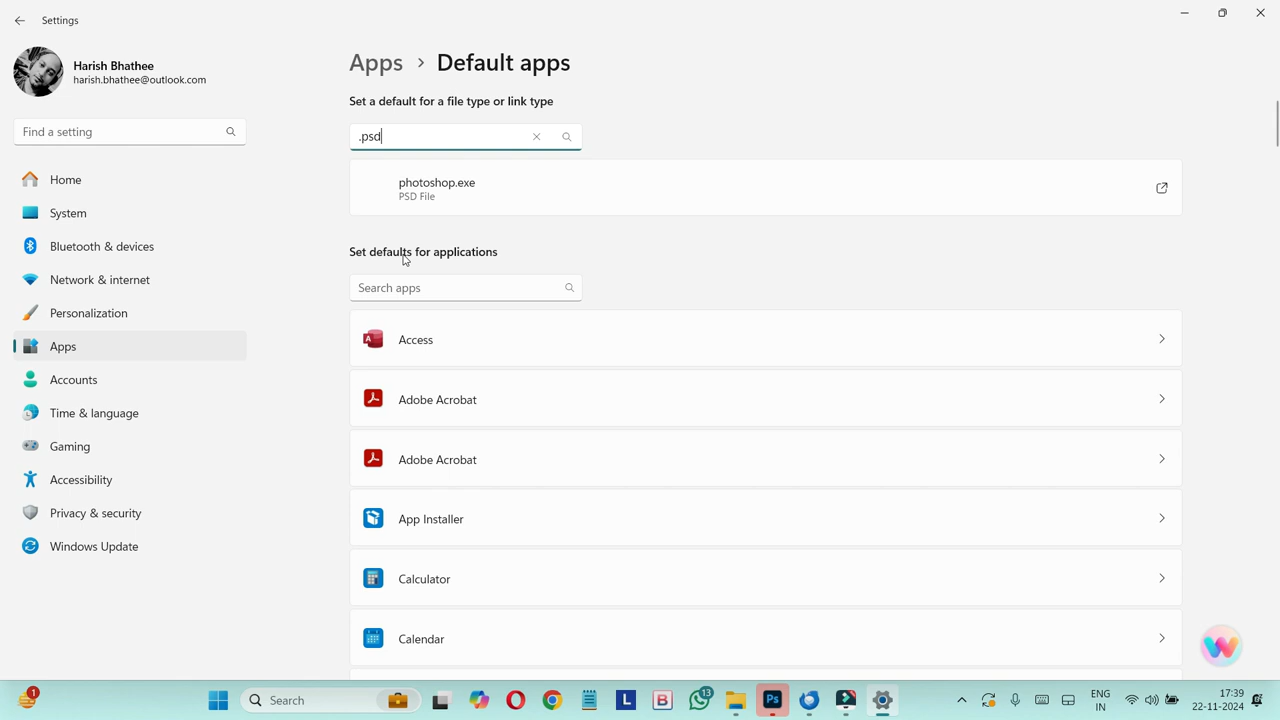 Settings
Harish Bhathee
harish.bhathee@outlook.com
Find a setting
Home
System
Bluetooth & devices
Network & internet
Personalization
Apps
Accounts
Time & language
Gaming
Accessibility
Privacy & security
Windows Update
Apps > Default apps
Set a default for a file type or link type
.psd
photoshop.exe
PSD File
Set defaults for applications
Search apps
Access
Adobe Acrobat
Adobe Acrobat
App Installer
Calculator
Calendar
1
Search
L
B
13
Ps
ENG
IN
17:39
22-11-2024